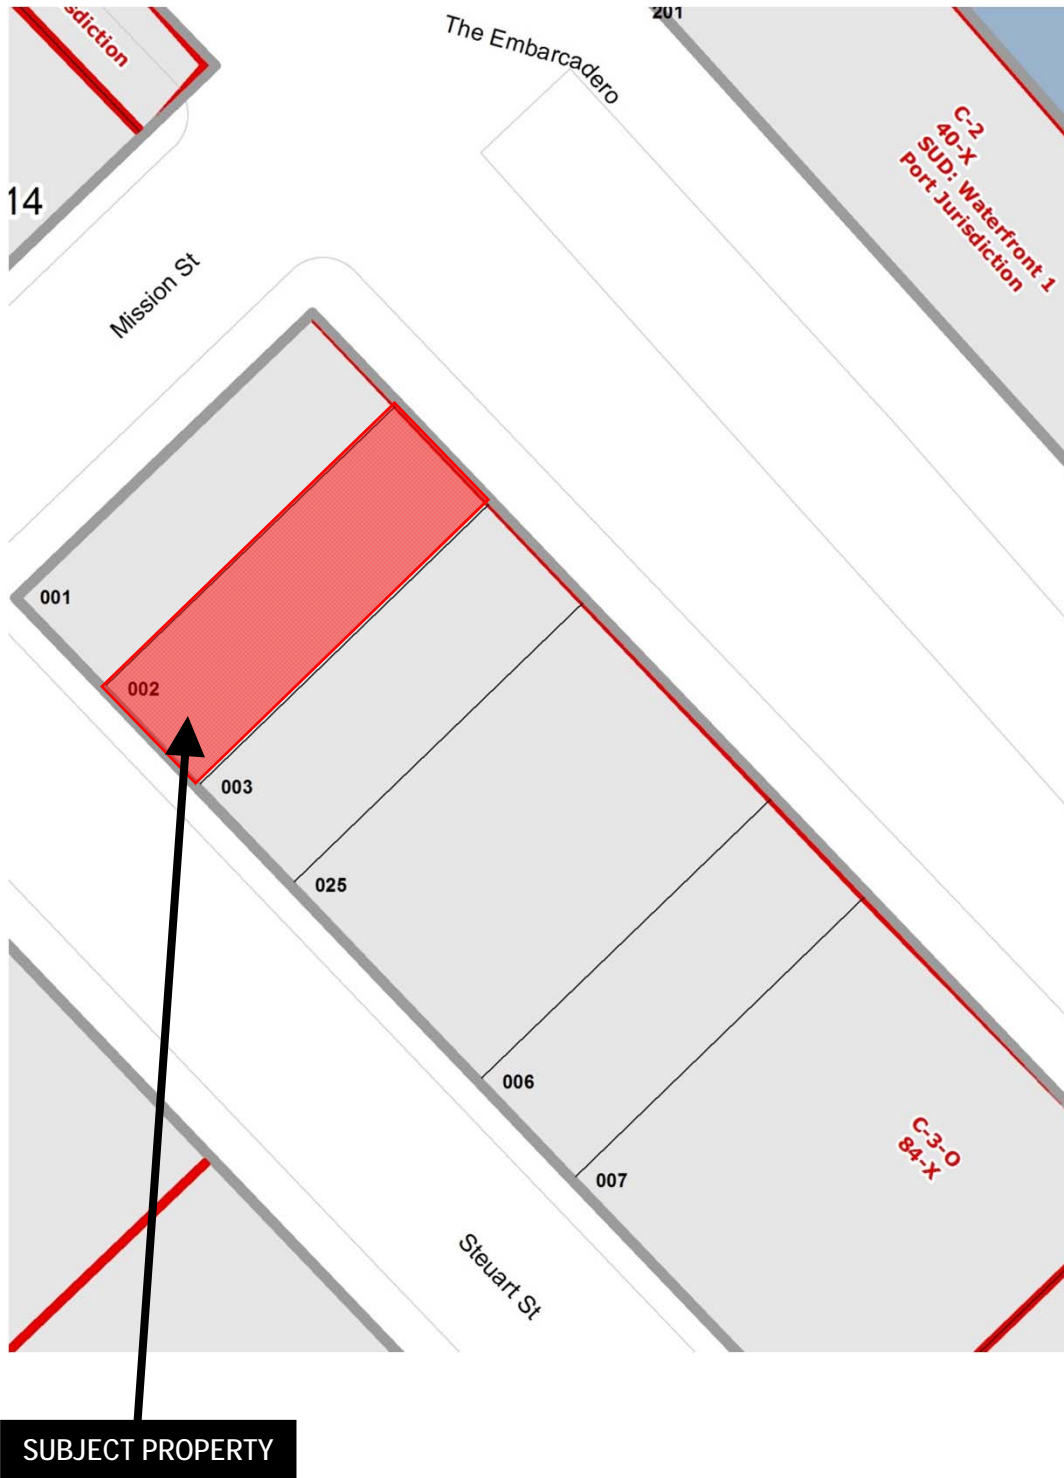 sdiction
The Embarcadero
201
C-2
40-X
SUD: Waterfront 1
Port Jurisdiction
14
Mission St
001
002
003
025
006
007
C-3-O
84-X
Steuart St
SUBJECT PROPERTY